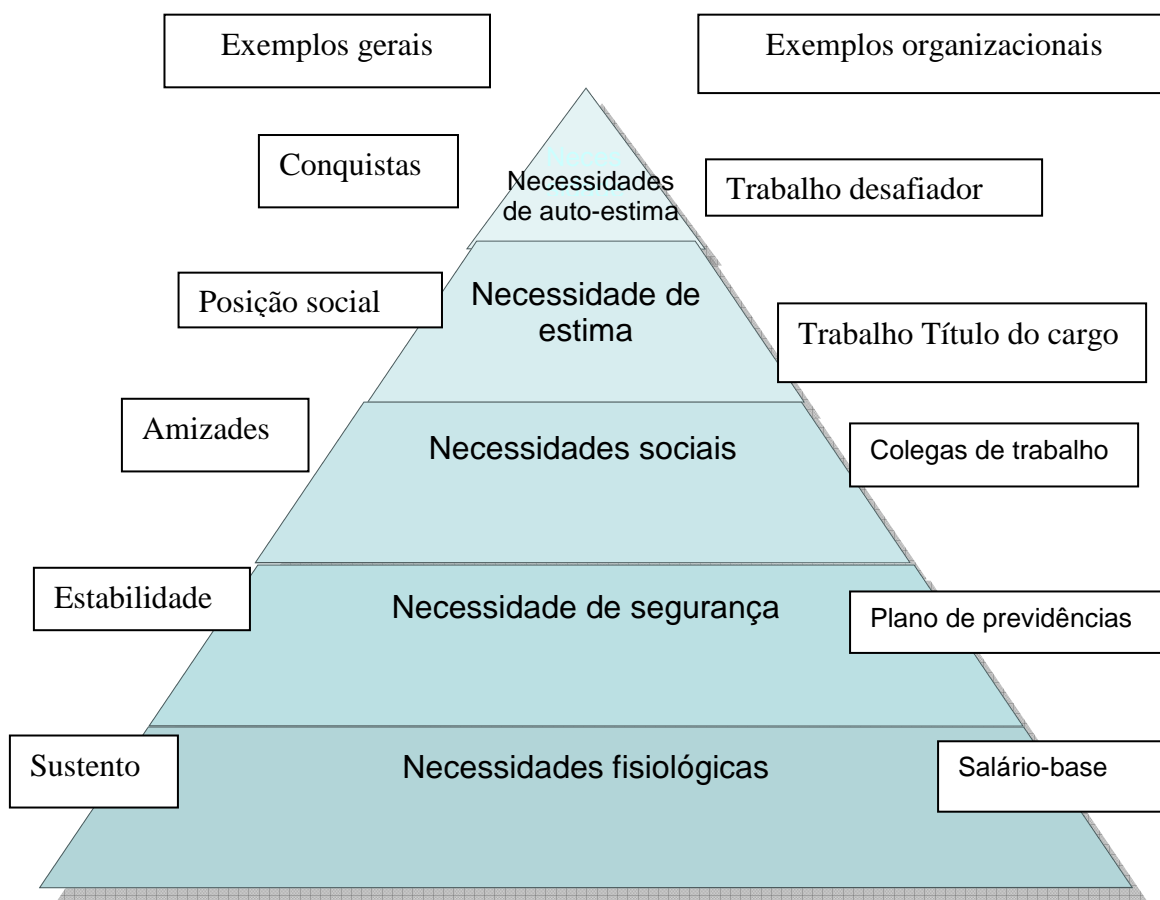 Exemplos gerais
Exemplos organizacionais
Conquistas
Neces
Necessidades
de auto-estima
Trabalho desafiador
Posição social
Necessidade de
estima
Trabalho Título do cargo
Amizades
Necessidades sociais
Colegas de trabalho
Estabilidade
Necessidade de segurança
Plano de previdências
Sustento
Necessidades fisiológicas
Salário-base